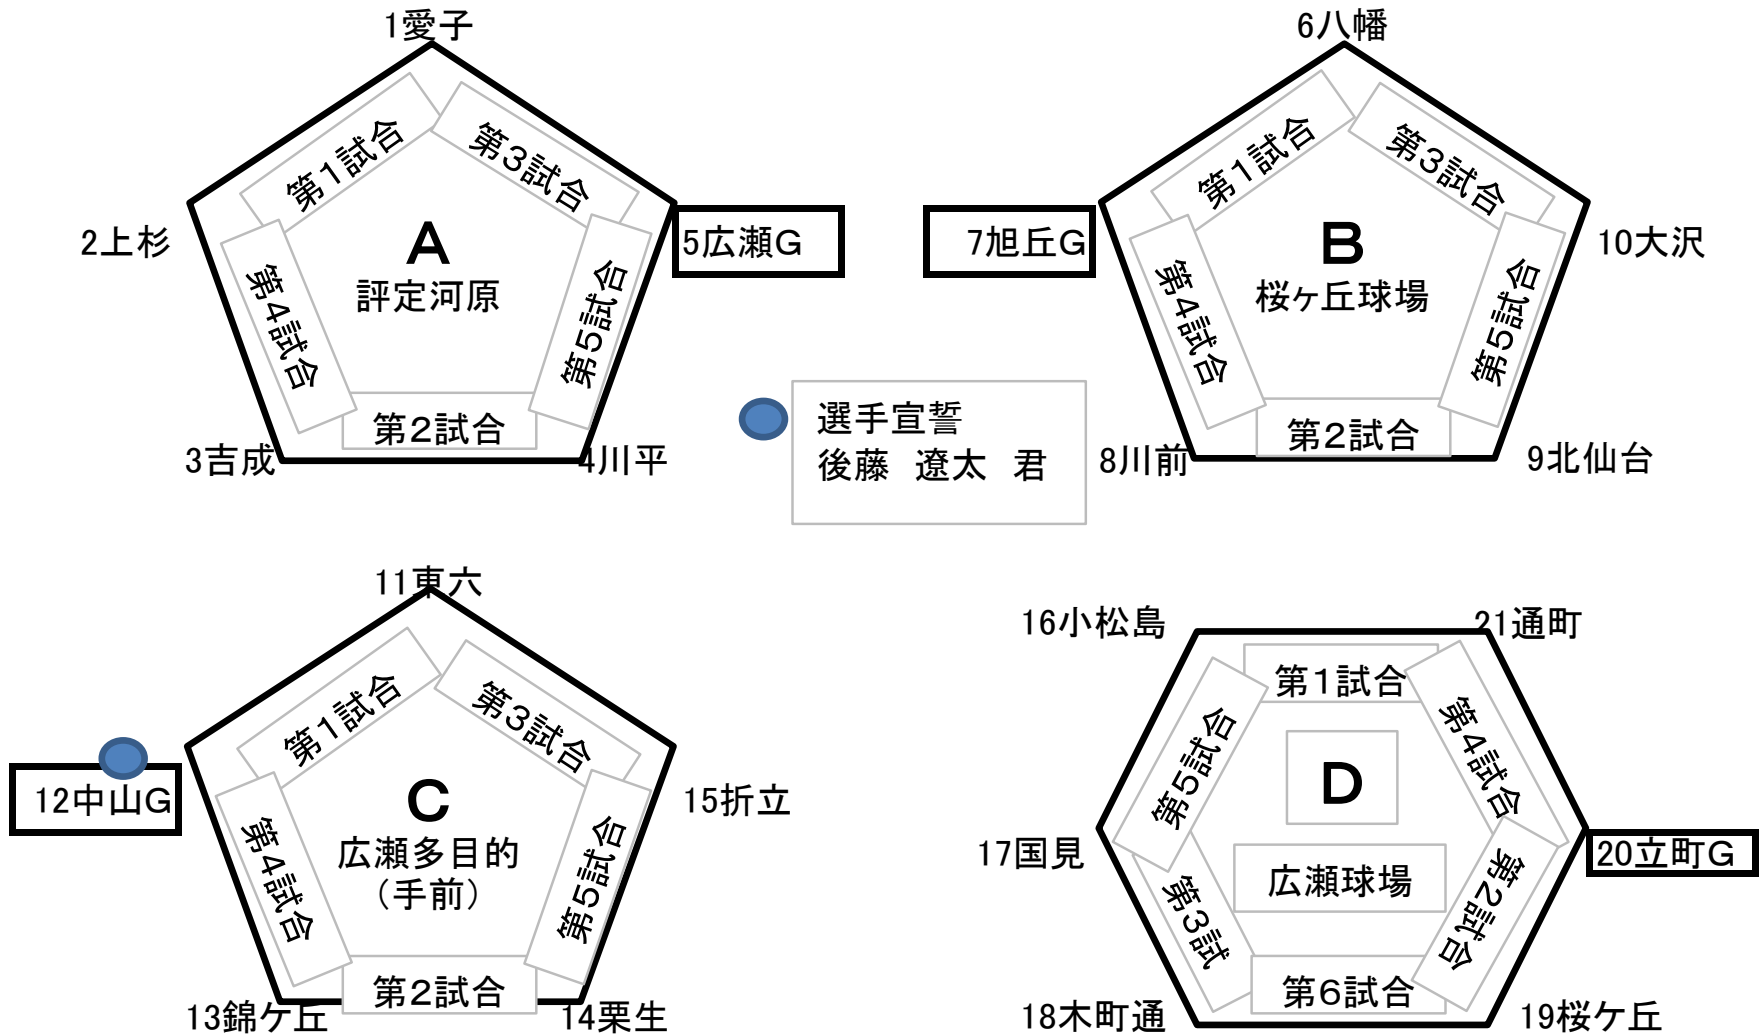 1愛子
第1試合
第3試合
2上杉
A
評定河原
5広瀬G
第4試合
第5試合
第2試合
3吉成
4川平
6八幡
第1試合
第3試合
7旭丘G
B
桜ヶ丘球場
10大沢
第4試合
第5試合
第2試合
8川前
9北仙台
選手宣誓
後藤 遼太 君
11東六
第1試合
第3試合
12中山G
C
広瀬多目的
(手前)
15折立
第4試合
第5試合
第2試合
13錦ケ丘
14栗生
16小松島
21通町
第1試合
第5試合
第4試合
D
17国見
広瀬球場
20立町G
第3試
第2試合
第6試合
18木町通
19桜ケ丘